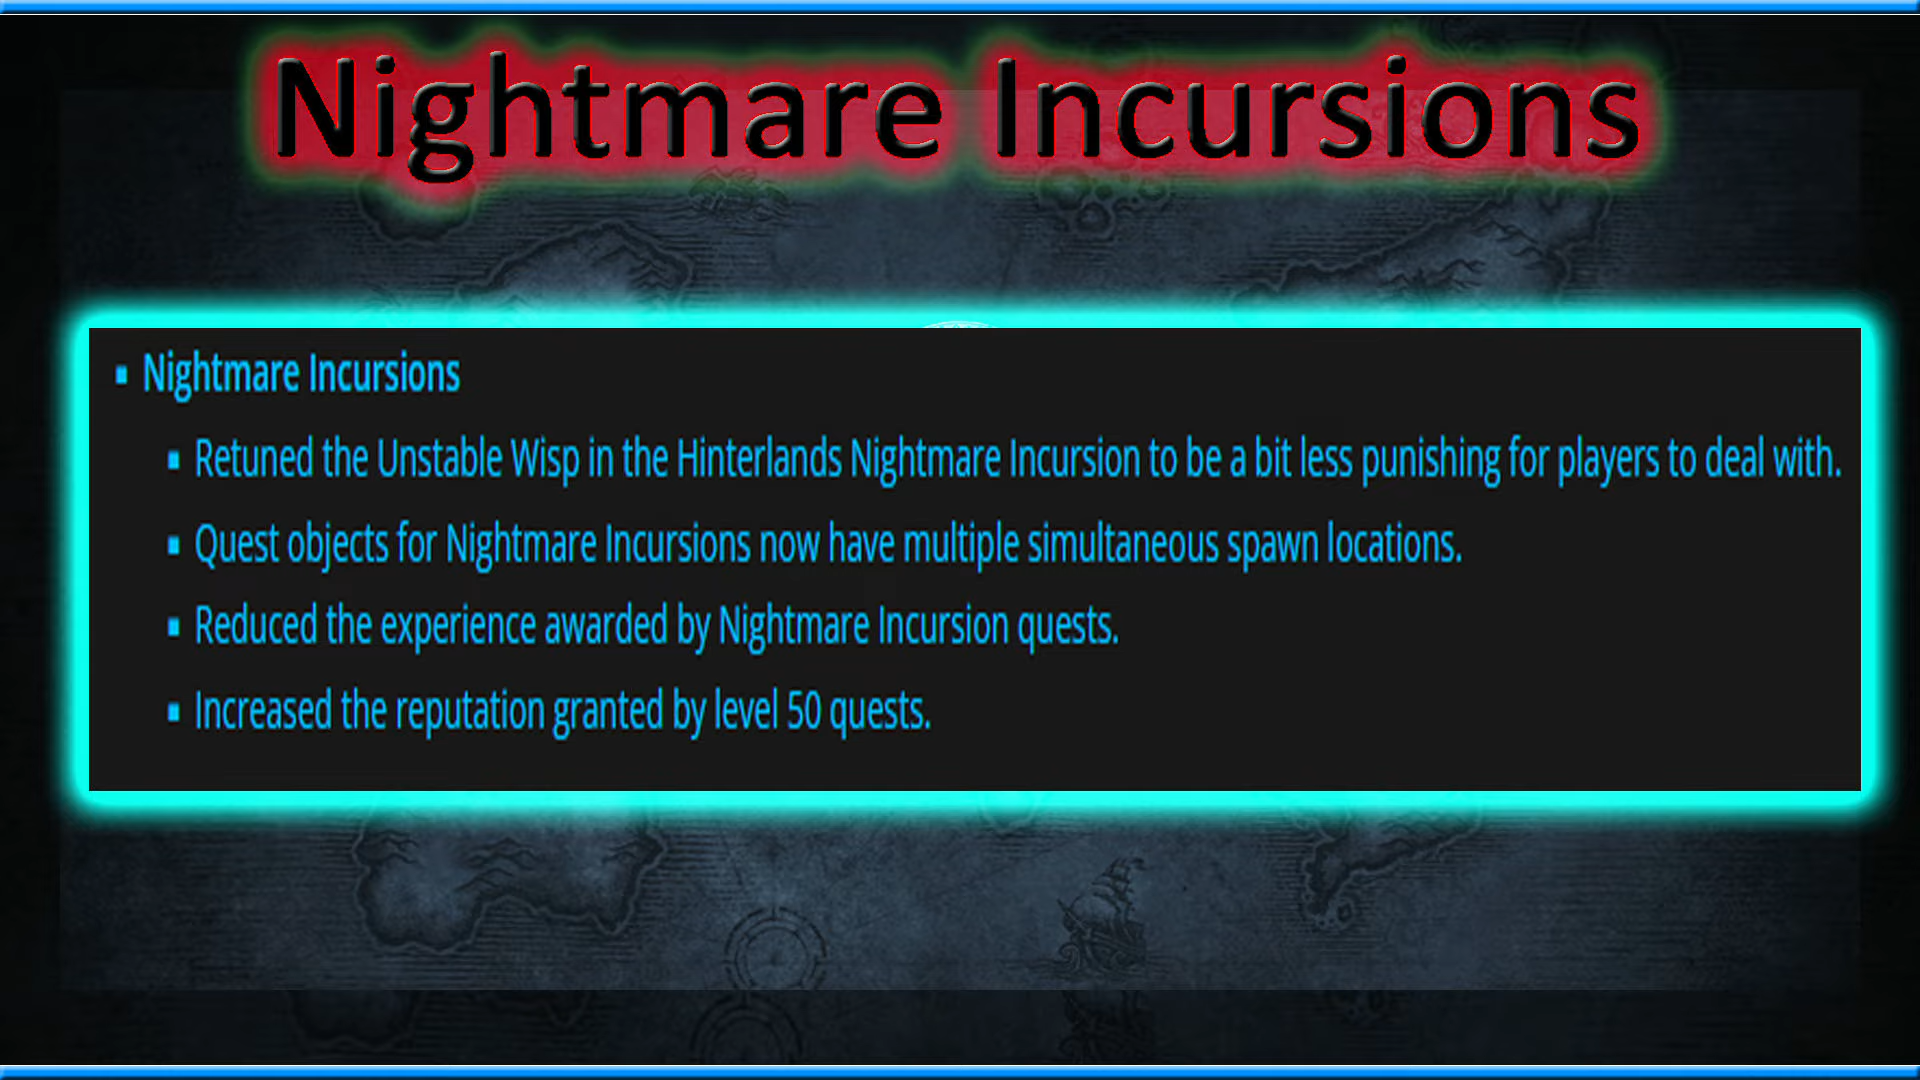 Nightmare Incursions
▪ Nightmare Incursions
▪ Retuned the Unstable Wisp in the Hinterlands Nightmare Incursion to be a bit less punishing for players to deal with.
▪ Quest objects for Nightmare Incursions now have multiple simultaneous spawn locations.
▪ Reduced the experience awarded by Nightmare Incursion quests.
▪ Increased the reputation granted by level 50 quests.